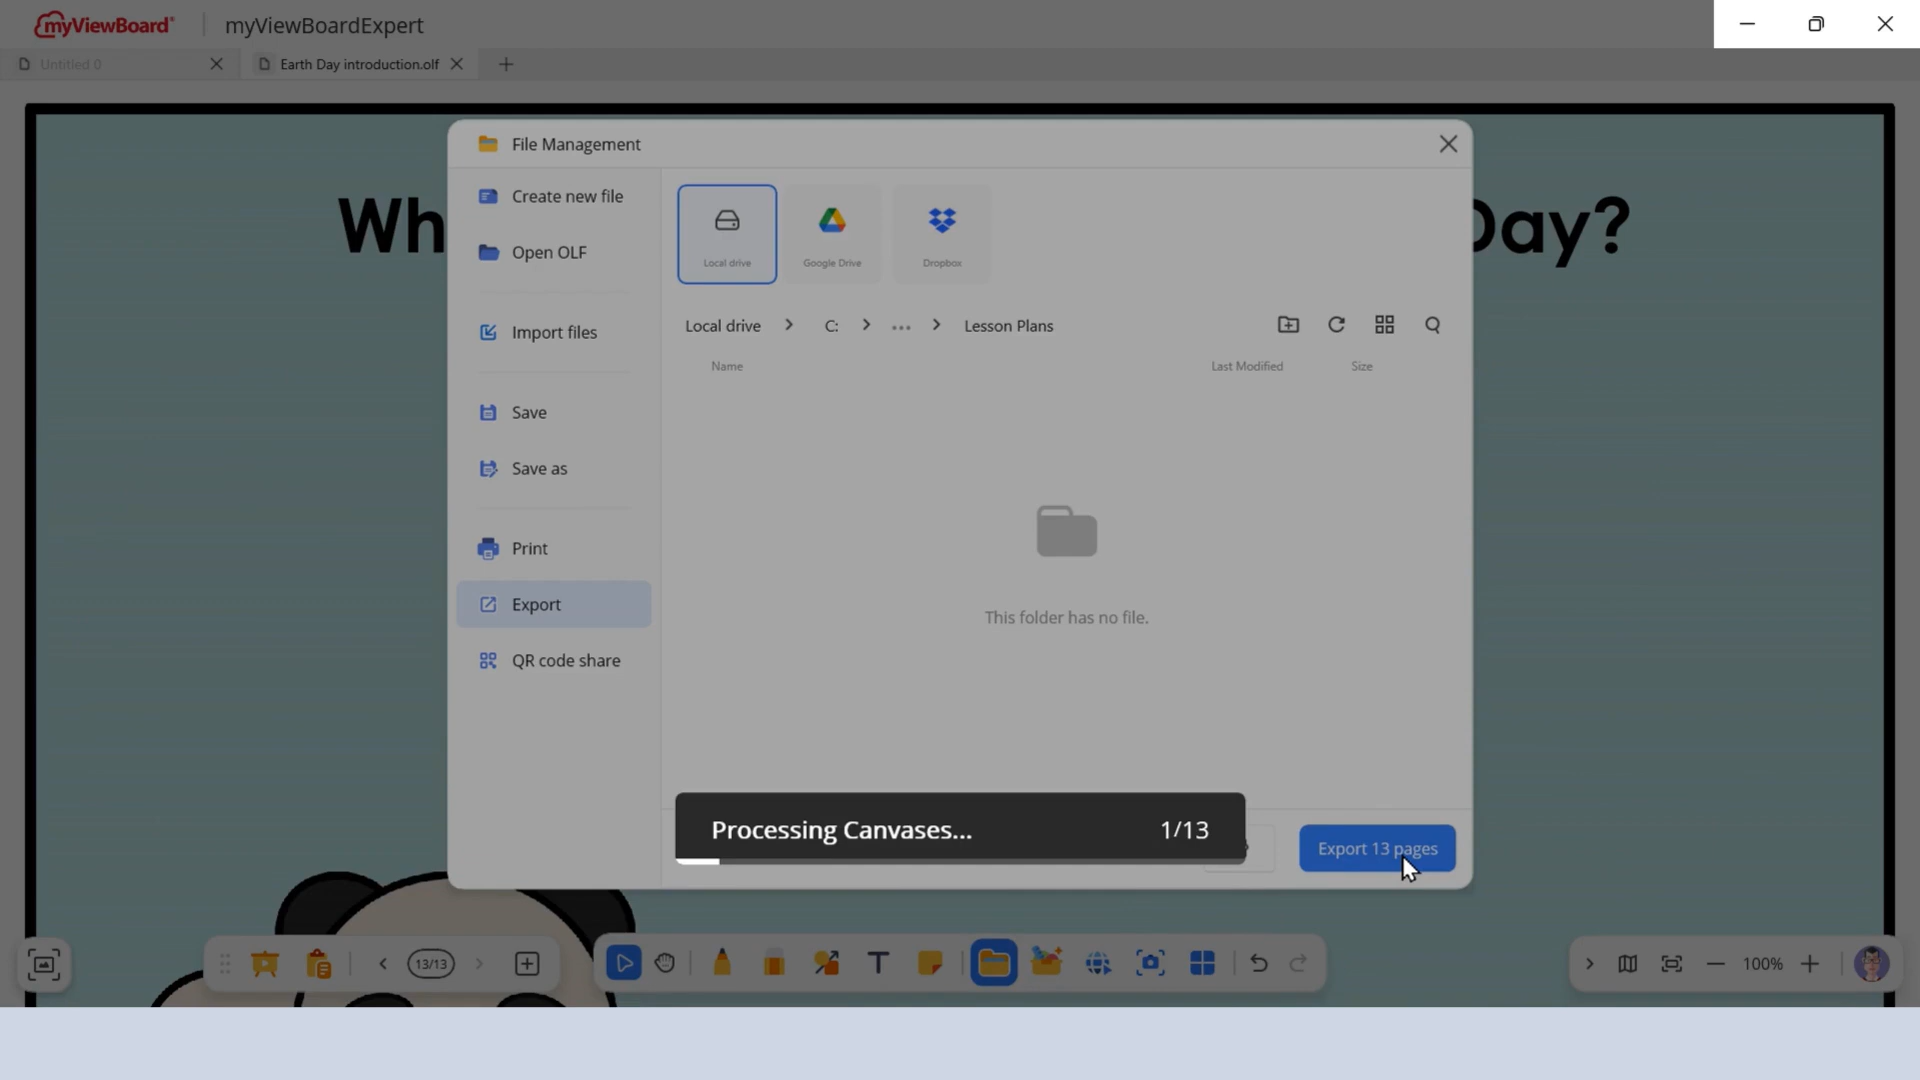 myViewBoard
myViewBoardExpert
Untitled 0
Earth Day introduction.olf
Wh
Day?
File Management
Create new file
Open OLF
Import files
Save
Save as
Print
Export
QR code share
Local drive
Google Drive
Dropbox
Local drive > C: > ... > Lesson Plans
Name
Last Modified
Size
This folder has no file.
Processing Canvases... 1/13
Export 13 pages
13/13
T
100%